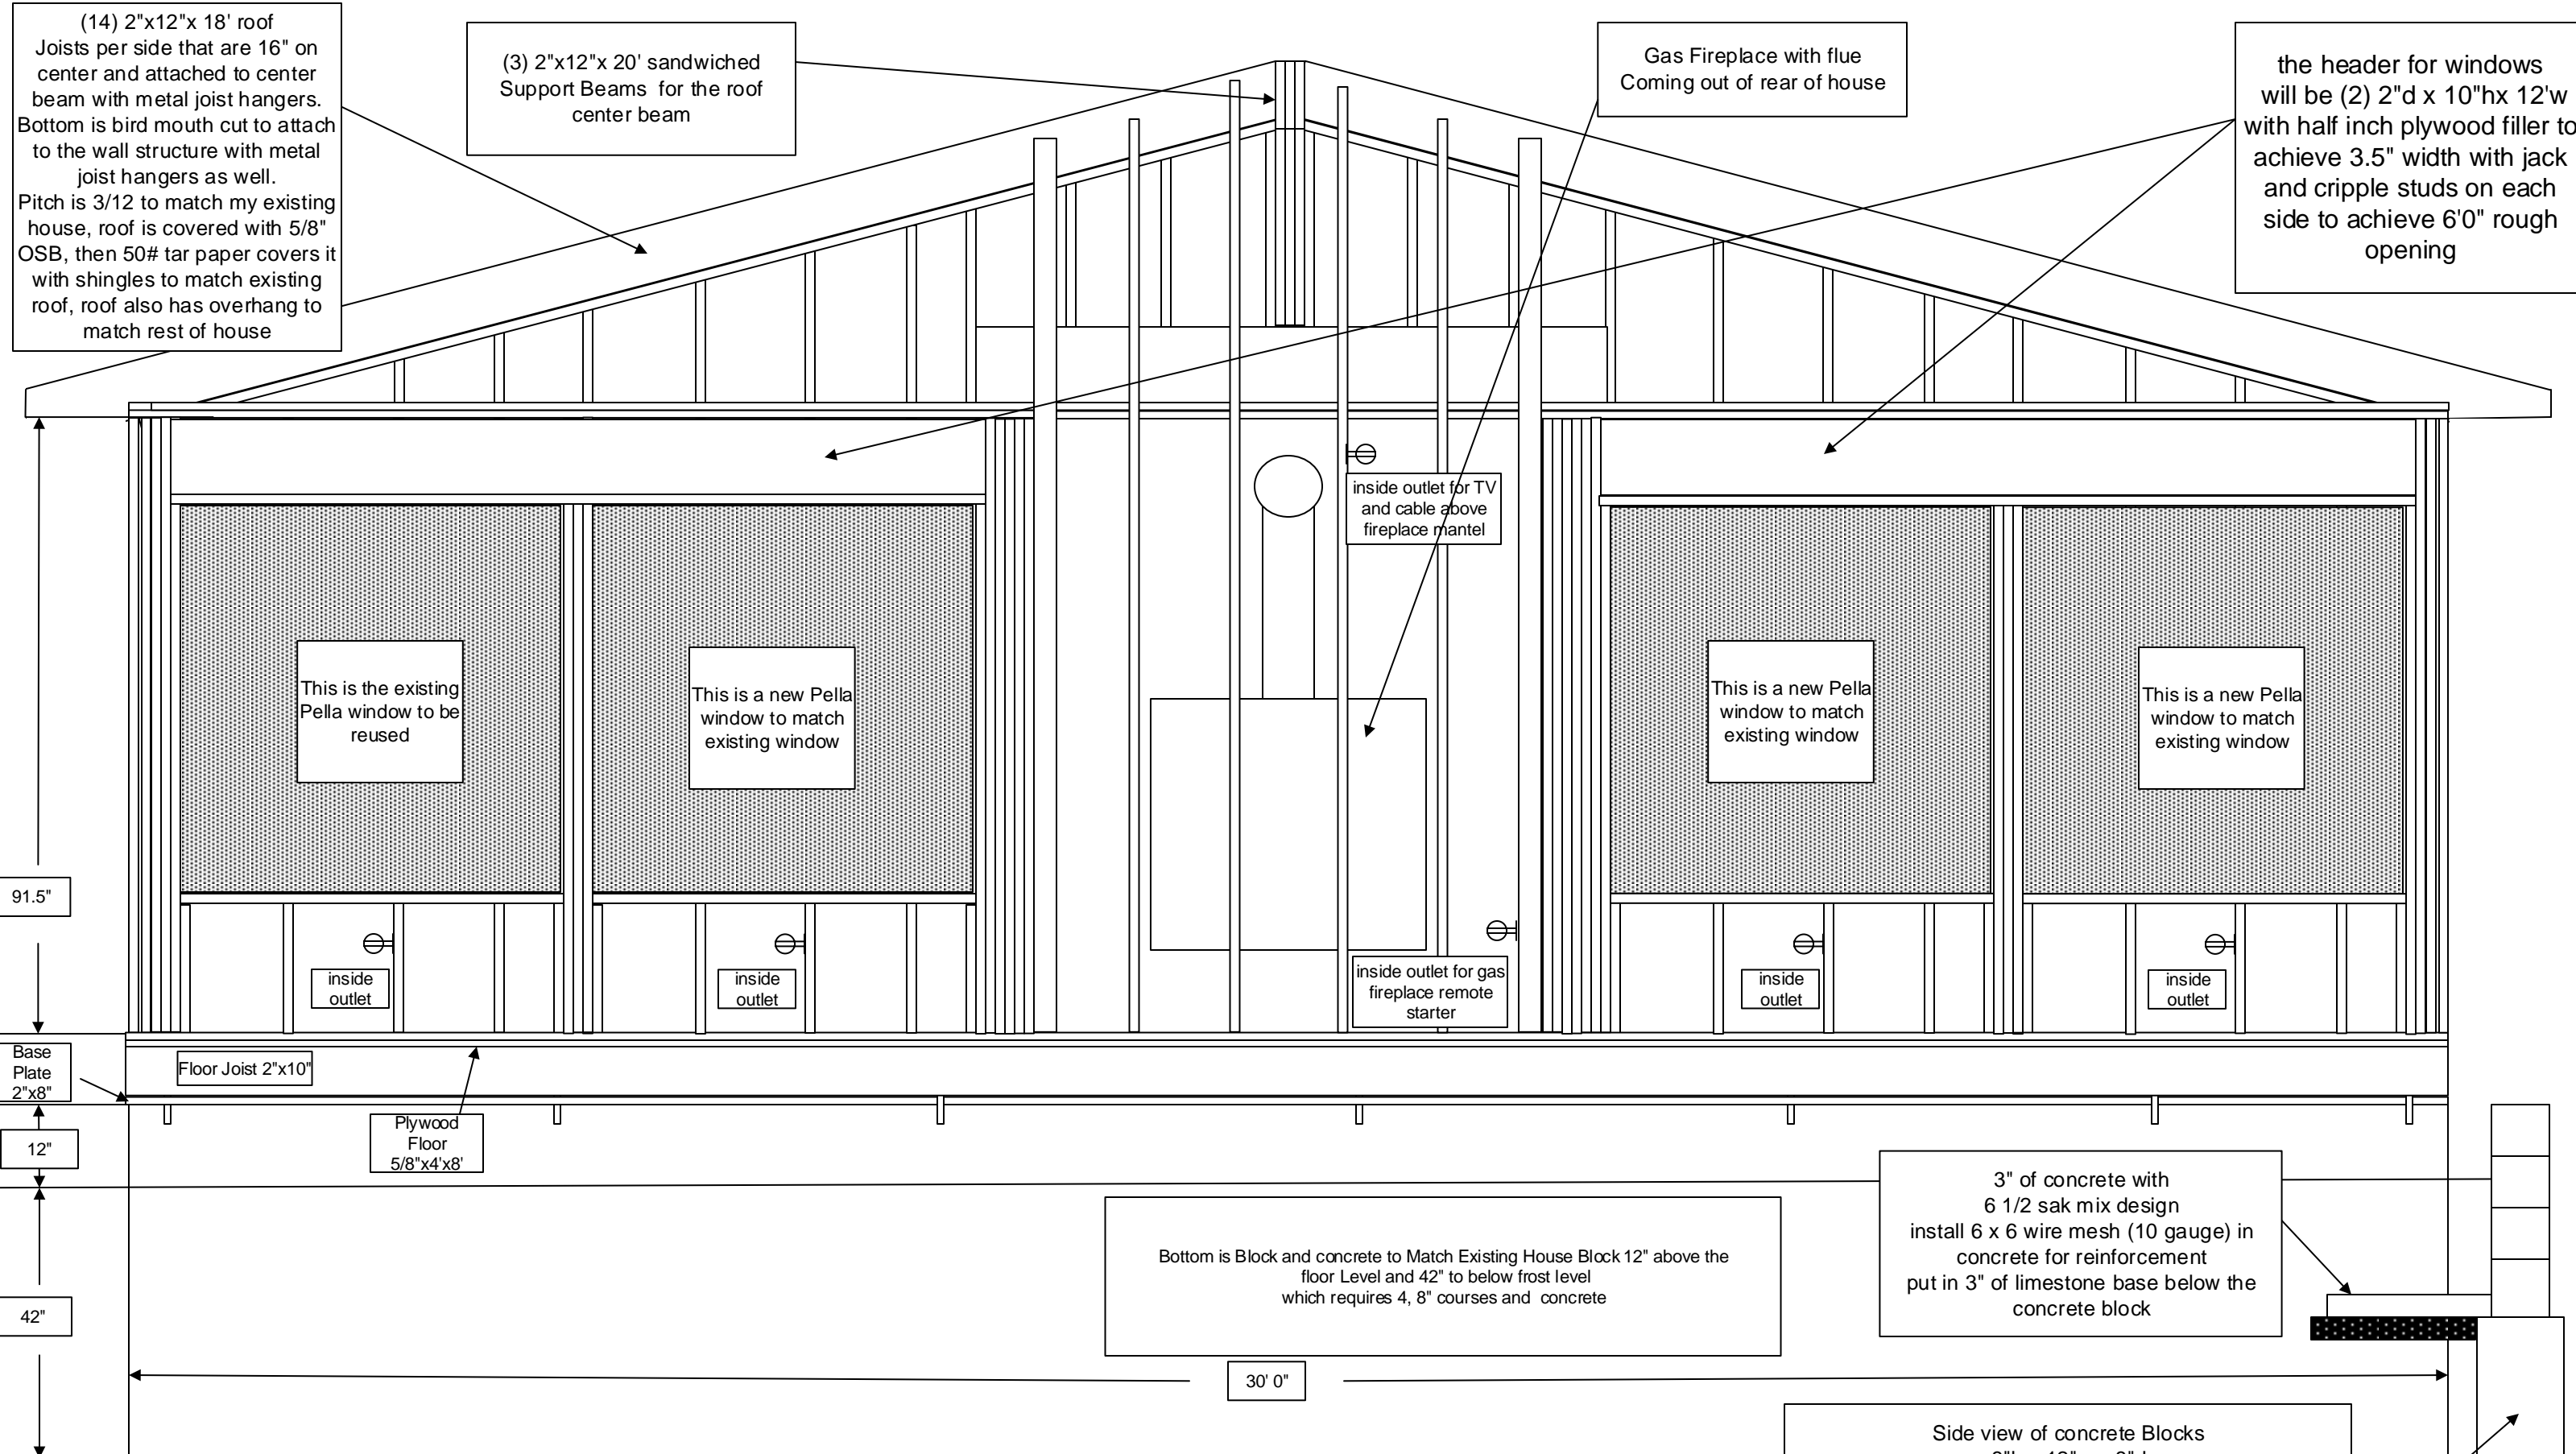 (14) 2"x12"x 18' roof
Joists per side that are 16" on
center and attached to center
beam with metal joist hangers.
Bottom is bird mouth cut to attach
to the wall structure with metal
joist hangers as well.
Pitch is 3/12 to match my existing
house, roof is covered with 5/8"
OSB, then 50# tar paper covers it
with shingles to match existing
roof, roof also has overhang to
match rest of house
(3) 2"x12"x 20' sandwiched
Support Beams for the roof
center beam
Gas Fireplace with flue
Coming out of rear of house
the header for windows
will be (2) 2"d x 10"hx 12'w
with half inch plywood filler to
achieve 3.5" width with jack
and cripple studs on each
side to achieve 6'0" rough
opening
inside outlet for TV
and cable above
fireplace mantel
This is the existing
Pella window to be
reused
This is a new Pella
window to match
existing window
This is a new Pella
window to match
existing window
This is a new Pella
window to match
existing window
91.5"
inside
outlet
inside
outlet
inside outlet for gas
fireplace remote
starter
inside
outlet
inside
outlet
Base
Plate
2"x8"
Floor Joist 2"x10"
Plywood
Floor
5/8"x4'x8'
12"
42"
Bottom is Block and concrete to Match Existing House Block 12" above the
floor Level and 42" to below frost level
which requires 4, 8" courses and concrete
3" of concrete with
6 1/2 sak mix design
install 6 x 6 wire mesh (10 gauge) in
concrete for reinforcement
put in 3" of limestone base below the
concrete block
30' 0"
Side view of concrete Blocks